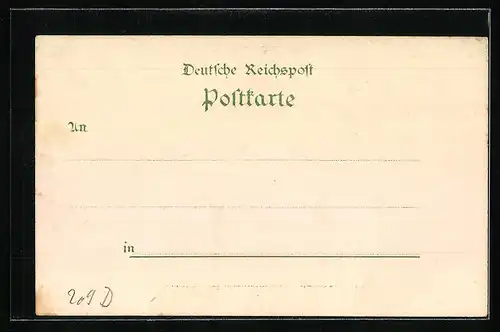 Deutsche Reichspost
Postkarte
An
in
209 D